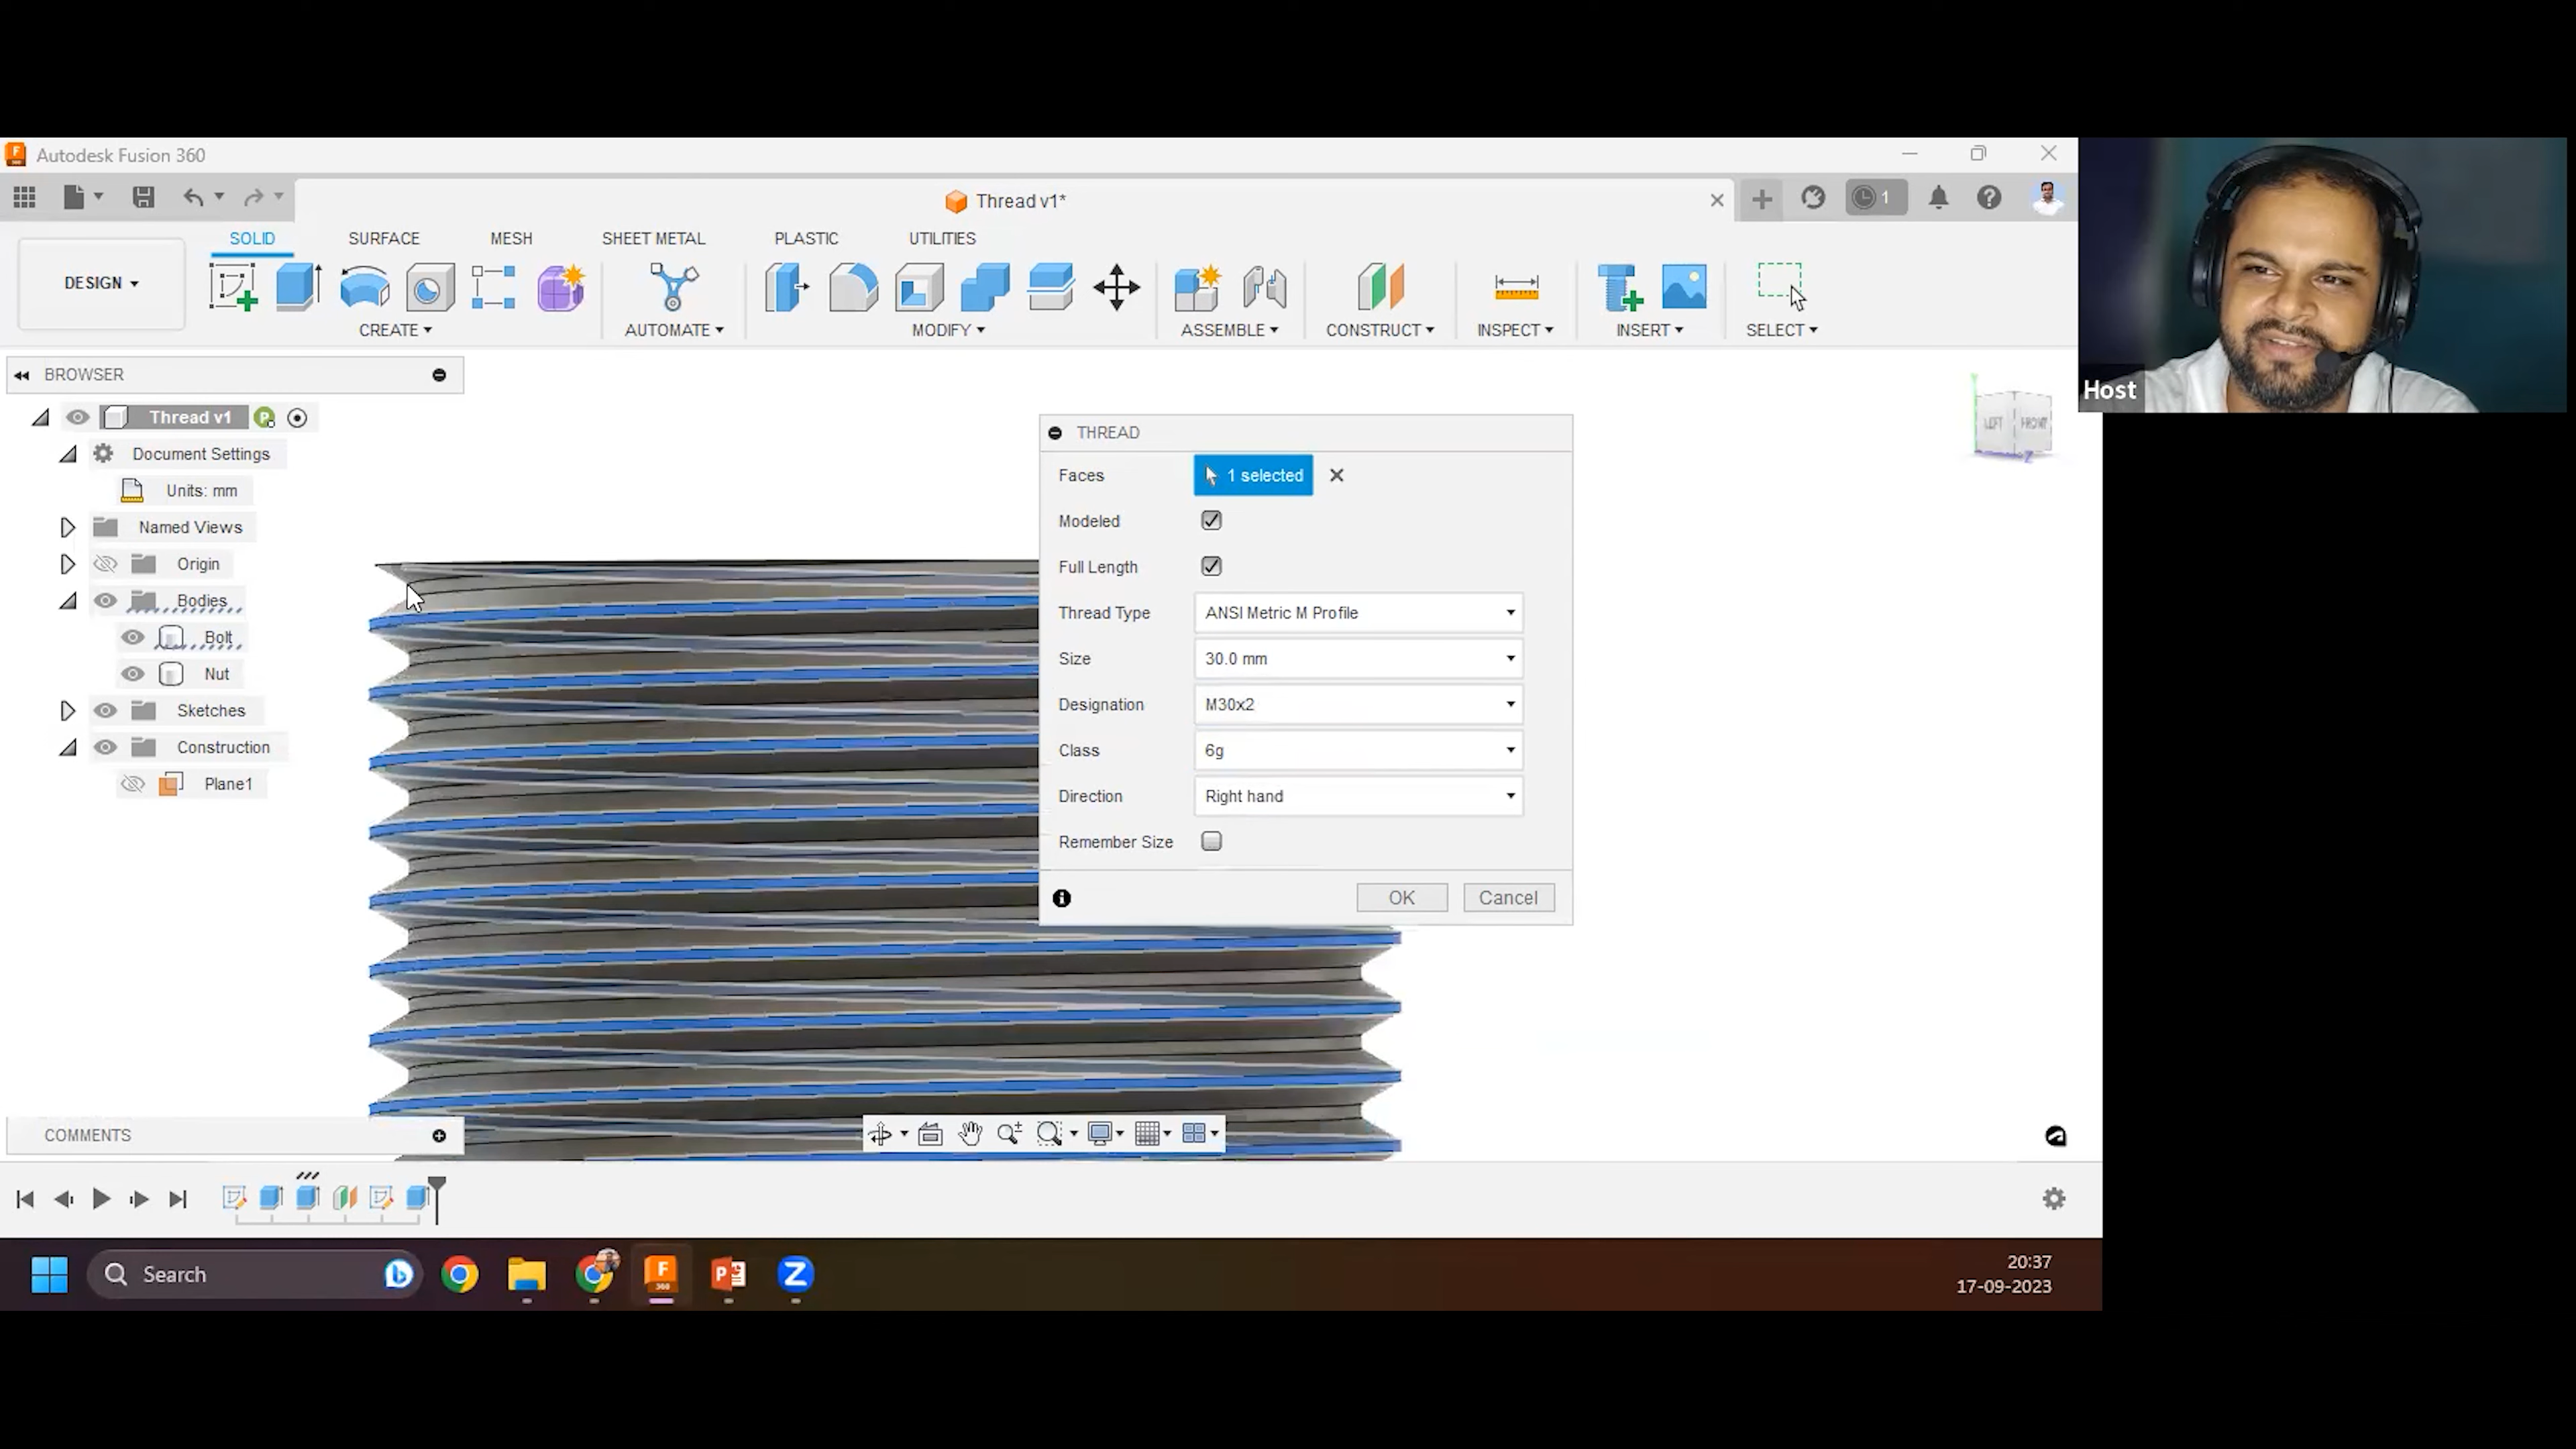 Autodesk Fusion 360
Thread v1*
1
SOLID SURFACE MESH SHEET METAL PLASTIC UTILITIES
DESIGN
CREATE AUTOMATE MODIFY ASSEMBLE CONSTRUCT INSPECT INSERT SELECT
Host
BROWSER
Thread v1
Document Settings
Units: mm
Named Views
Origin
Bodies
Bolt
Nut
Sketches
Construction
Plane1
LEFT FRONT
Z
THREAD
Faces 1 selected
Modeled
Full Length
Thread Type ANSI Metric M Profile
Size 30.0 mm
Designation M30x2
Class 6g
Direction Right hand
Remember Size
OK Cancel
COMMENTS
Search
20:37
17-09-2023